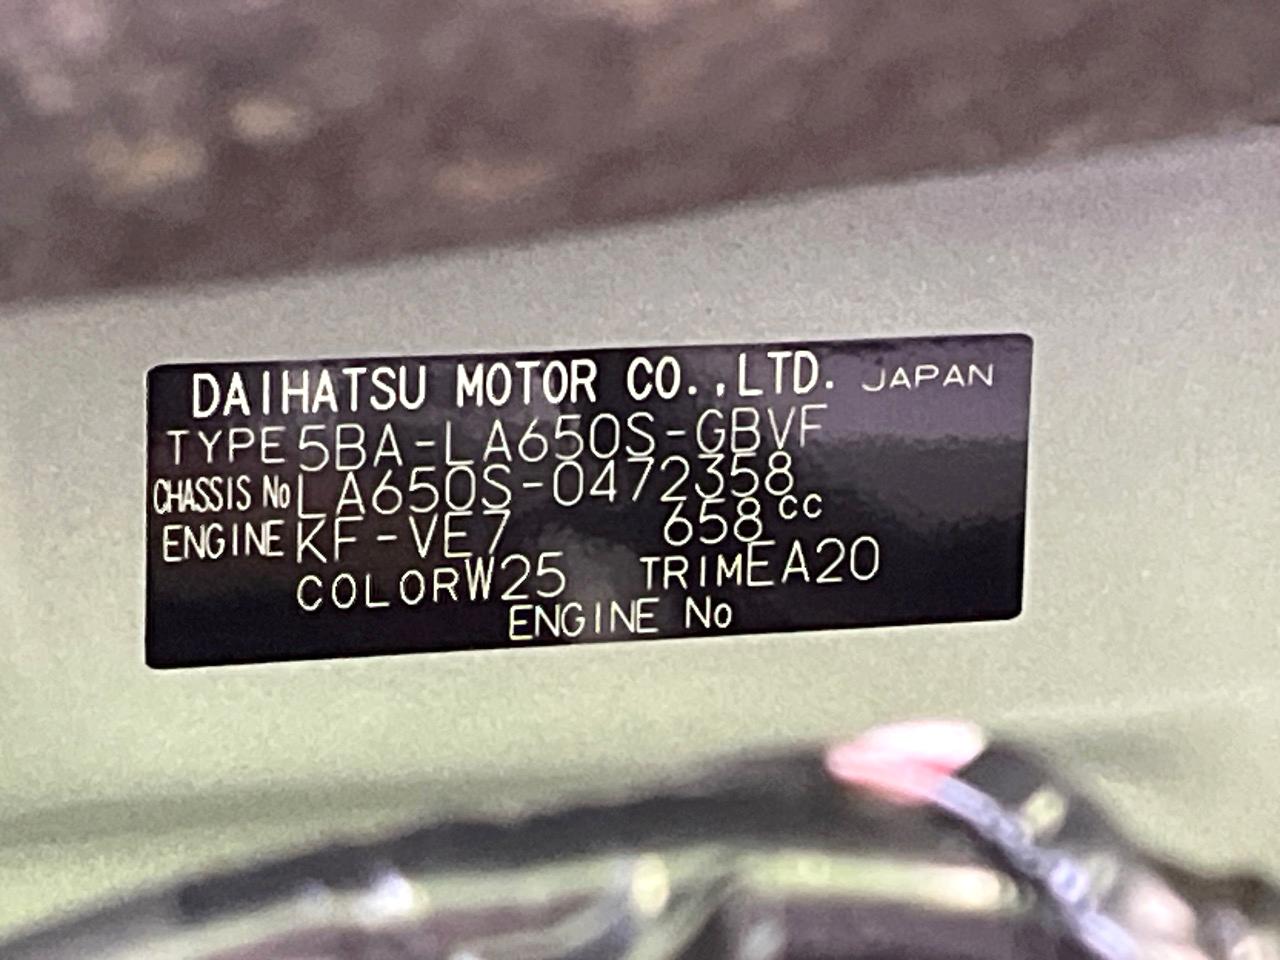 DAIHATSU MOTOR CO.,LTD. JAPAN
TYPE 5BA-LA650S-GBVF
CHASSIS No LA650S-0472358
ENGINE KF-VE7 658cc
COLOR W25 TRIM EA20
ENGINE No